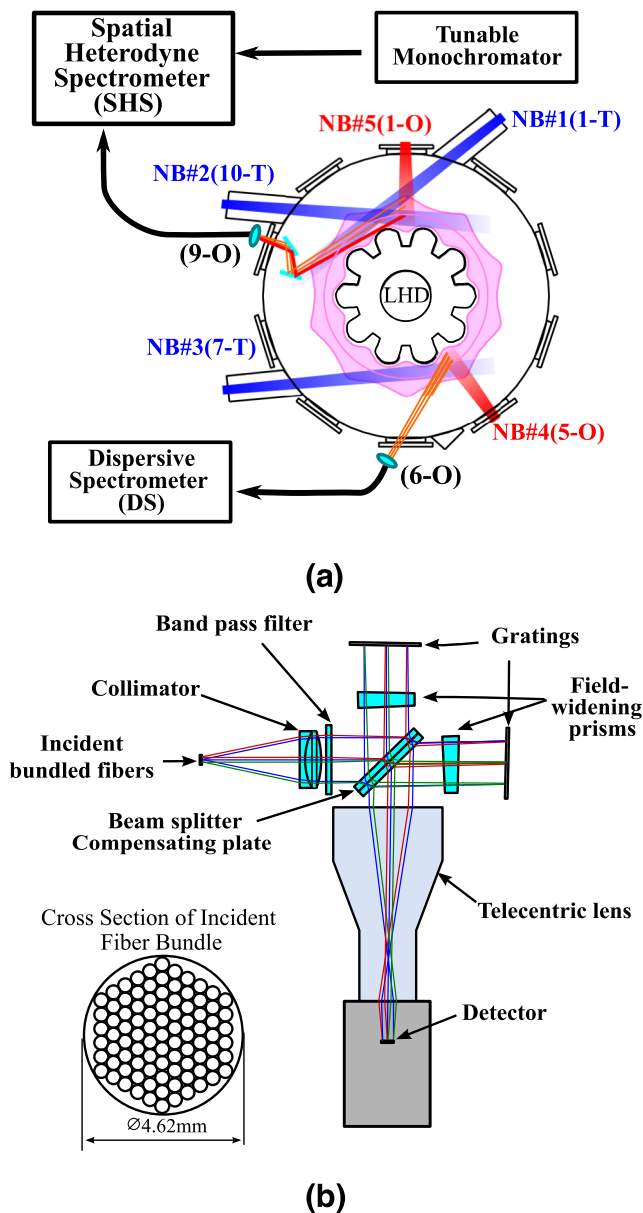 Spatial
Heterodyne
Spectrometer
(SHS)
Tunable
Monochromator
NB#5(1-O)
NB#1(1-T)
NB#2(10-T)
(9-O)
LHD
NB#3(7-T)
NB#4(5-O)
Dispersive
Spectrometer
(DS)
(6-O)
(a)
Band pass filter
Gratings
Collimator
Field-
widening
prisms
Incident
bundled fibers
Beam splitter
Compensating plate
Telecentric lens
Cross Section of Incident
Fiber Bundle
Detector
∅4.62mm
(b)